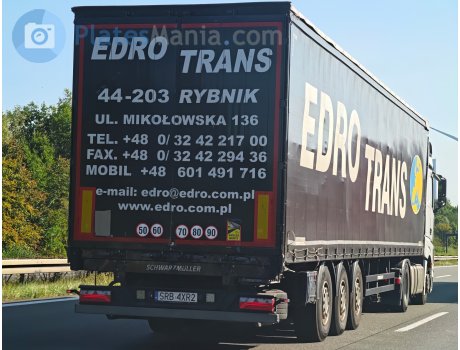 PlatesMania.com
EDRO TRANS
44-203 RYBNIK
UL. MIKOŁOWSKA 136
TEL. +48 0/ 32 42 217 00
FAX. +48 0/ 32 42 294 36
MOBIL +48 601 491 716
e-mail: edro@edro.com.pl
www.edro.com.pl
50 60 70 80 90
SCHWARTMÜLLER
SRB 4XR2
EDRO TRANS